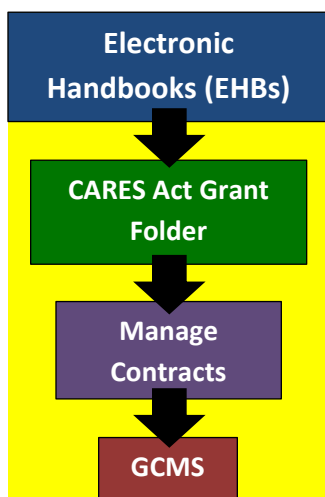 Electronic
Handbooks (EHBs)
CARES Act Grant
Folder
Manage
Contracts
GCMS